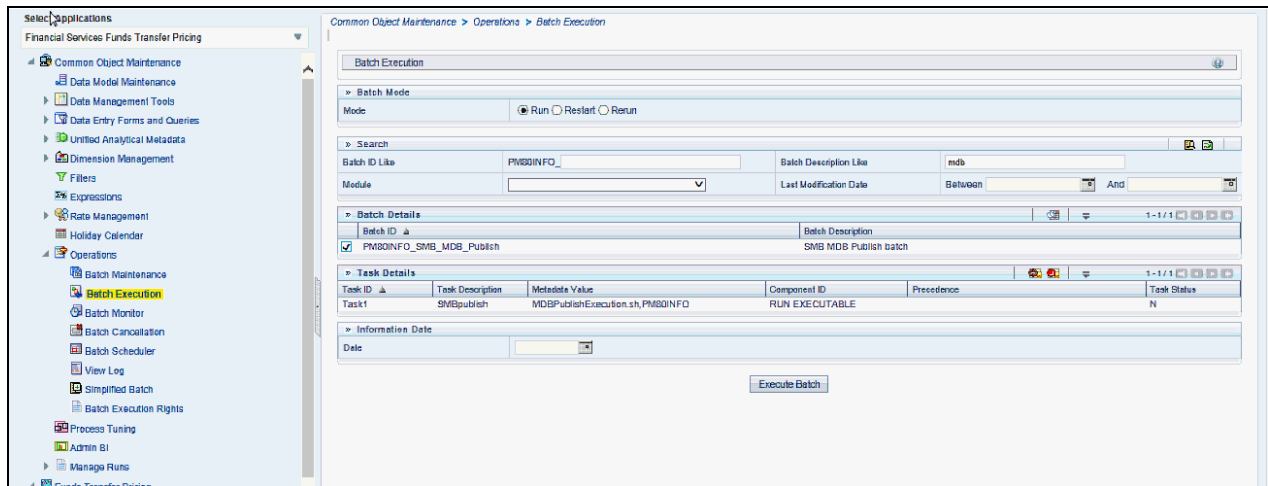 Select Applications
Financial Services Funds Transfer Pricing
Common Object Maintenance
Data Model Maintenance
Data Management Tools
Data Entry Forms and Queries
Unified Analytical Metadata
Dimension Management
Filters
Expressions
Rate Management
Holiday Calendar
Operations
Batch Maintenance
Batch Execution
Batch Monitor
Batch Cancellation
Batch Scheduler
View Log
Simplified Batch
Batch Execution Rights
Process Tuning
Admin BI
Manage Runs
Funds Transfer Pricing
Common Object Maintenance > Operations > Batch Execution
Batch Execution
» Batch Mode
Mode Run Restart Rerun
» Search
Batch ID Like PM80INFO_ Batch Description Like mdb
Module Last Modification Date Between And
» Batch Details 1-1/1
Batch ID Batch Description
PM80INFO_SMB_MDB_Publish SMB MDB Publish batch
» Task Details 1-1/1
Task ID Task Description Metadata Value Component ID Precedence Task Status
Task1 SMBpublish MDBPublishExecution.sh,PM80INFO RUN EXECUTABLE N
» Information Date
Date
Execute Batch